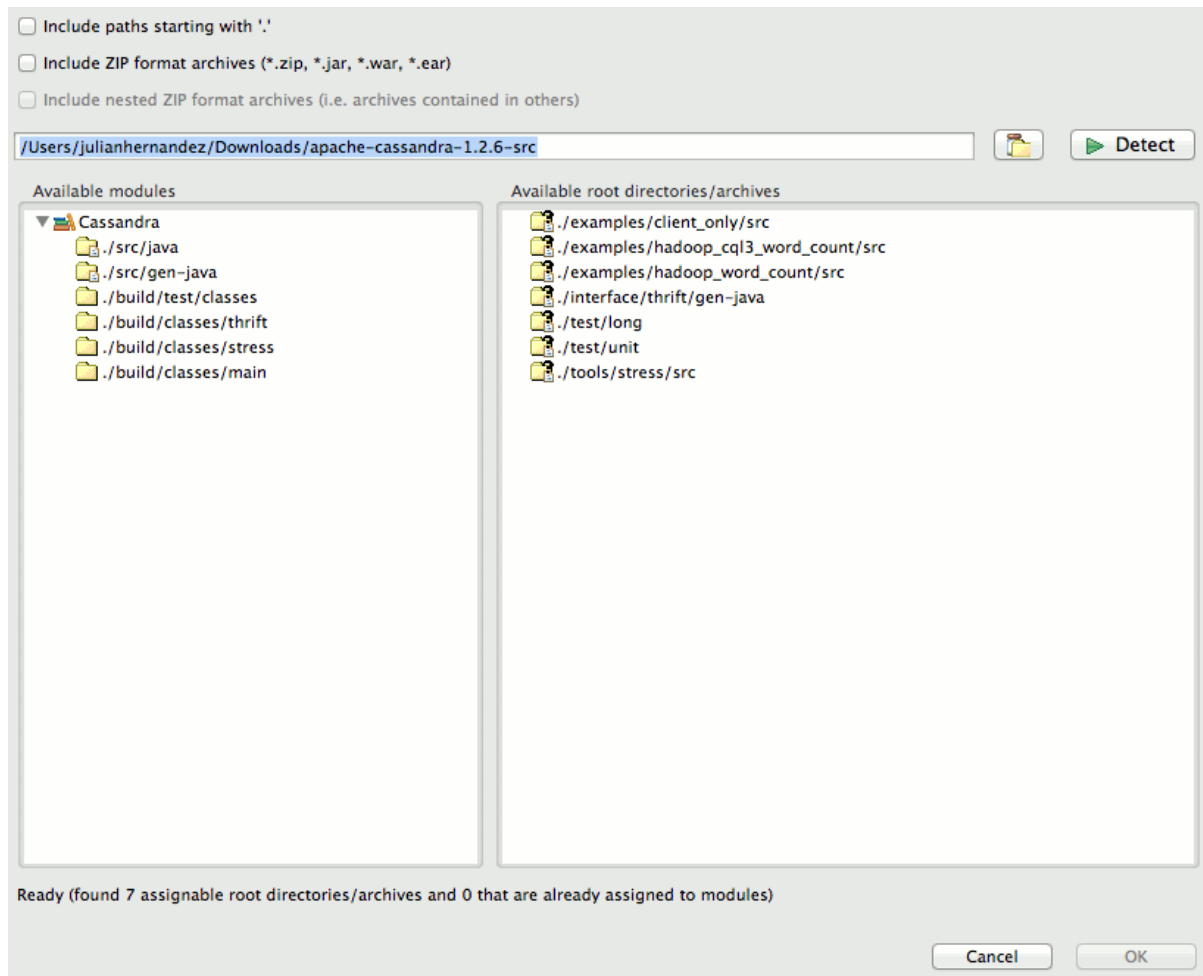 Include paths starting with '.'
Include ZIP format archives (*.zip, *.jar, *.war, *.ear)
Include nested ZIP format archives (i.e. archives contained in others)
/Users/julianhernandez/Downloads/apache-cassandra-1.2.6-src
Detect
Available modules
Cassandra
./src/java
./src/gen-java
./build/test/classes
./build/classes/thrift
./build/classes/stress
./build/classes/main
Available root directories/archives
./examples/client_only/src
./examples/hadoop_cql3_word_count/src
./examples/hadoop_word_count/src
./interface/thrift/gen-java
./test/long
./test/unit
./tools/stress/src
Ready (found 7 assignable root directories/archives and 0 that are already assigned to modules)
Cancel
OK